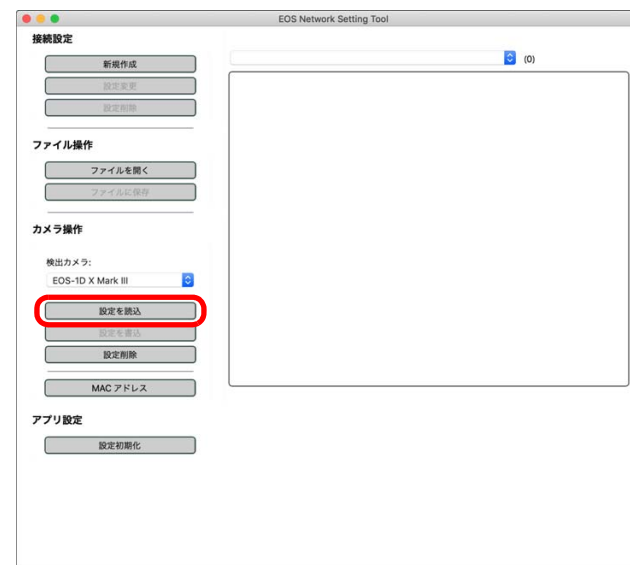 EOS Network Setting Tool
接続設定
新規作成
設定変更
設定削除
(0)
ファイル操作
ファイルを開く
ファイルに保存
カメラ操作
検出カメラ:
EOS-1D X Mark III
設定を読込
設定を書込
設定削除
MAC アドレス
アプリ設定
設定初期化